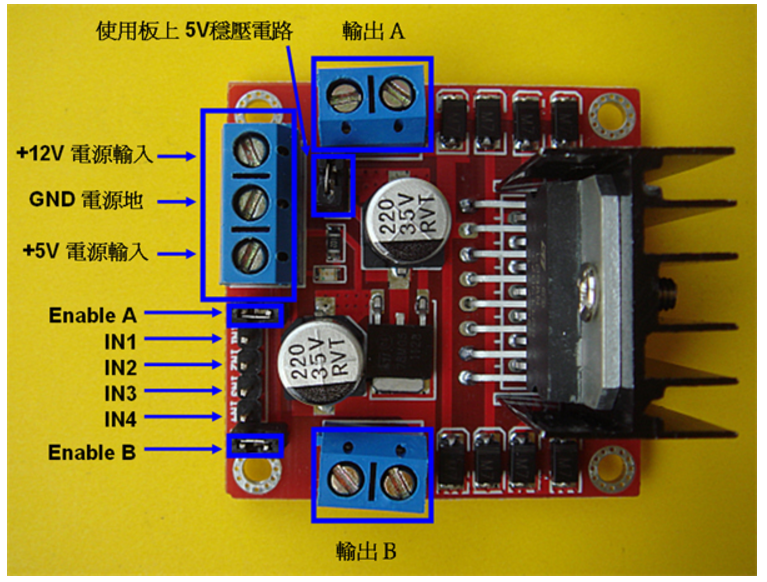 使用板上 5V穩壓電路
輸出 A
+12V 電源輸入
GND 電源地
+5V 電源輸入
Enable A
IN1
IN2
IN3
IN4
Enable B
220
35V
RVT
220
35V
RVT
輸出 B